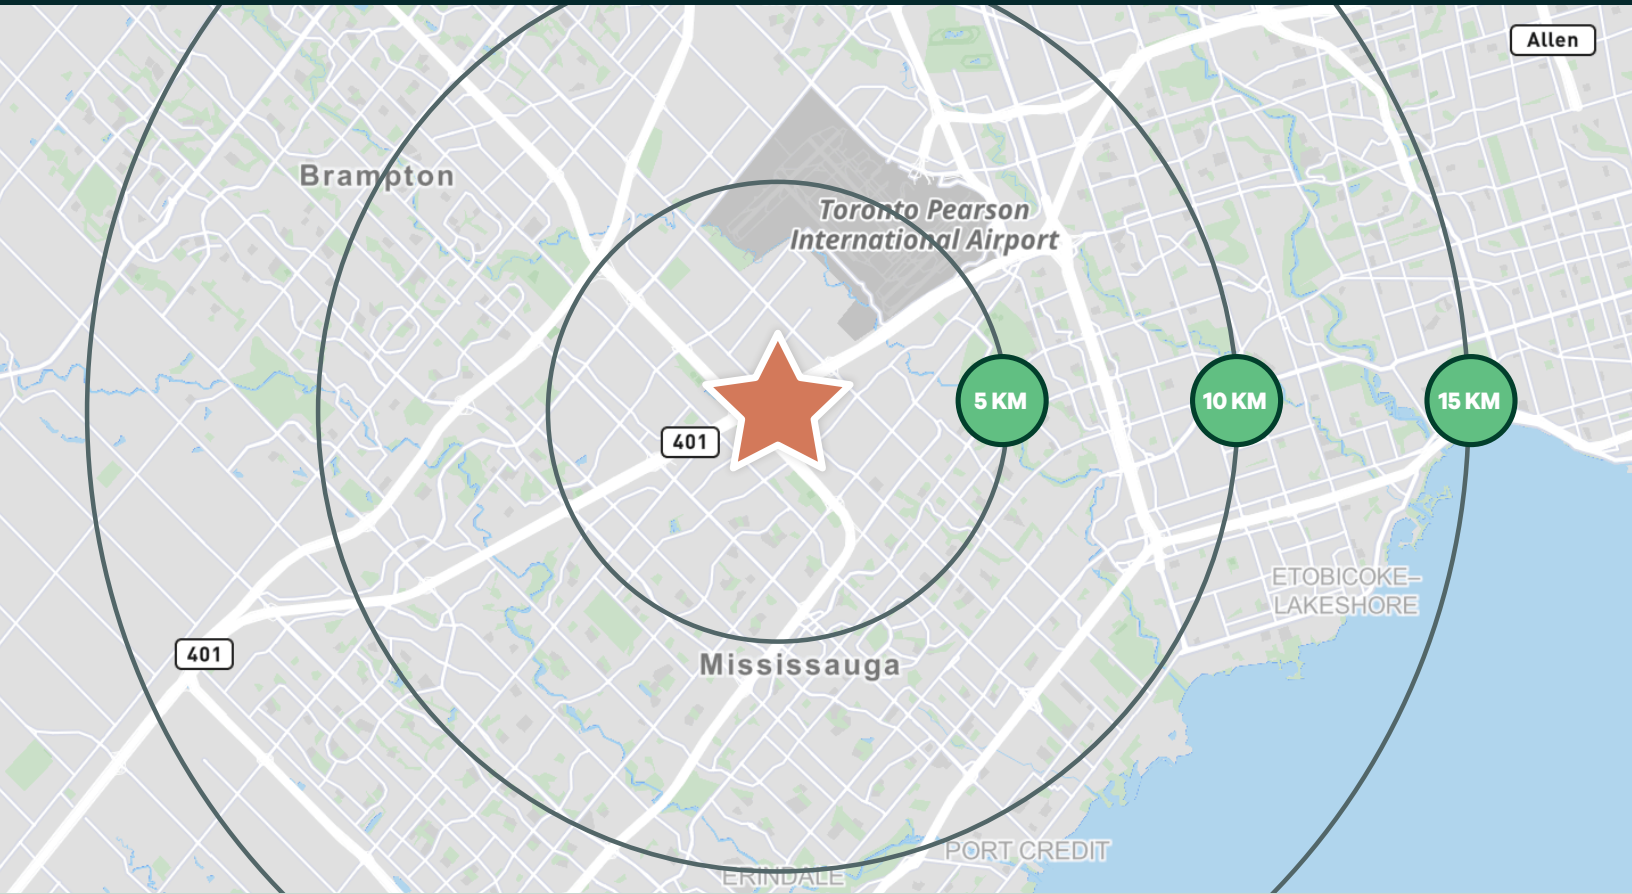 Allen
Brampton
Toronto Pearson
International Airport
5 KM
10 KM
15 KM
401
ETOBICOKE–
LAKESHORE
401
Mississauga
PORT CREDIT
ERINDALE